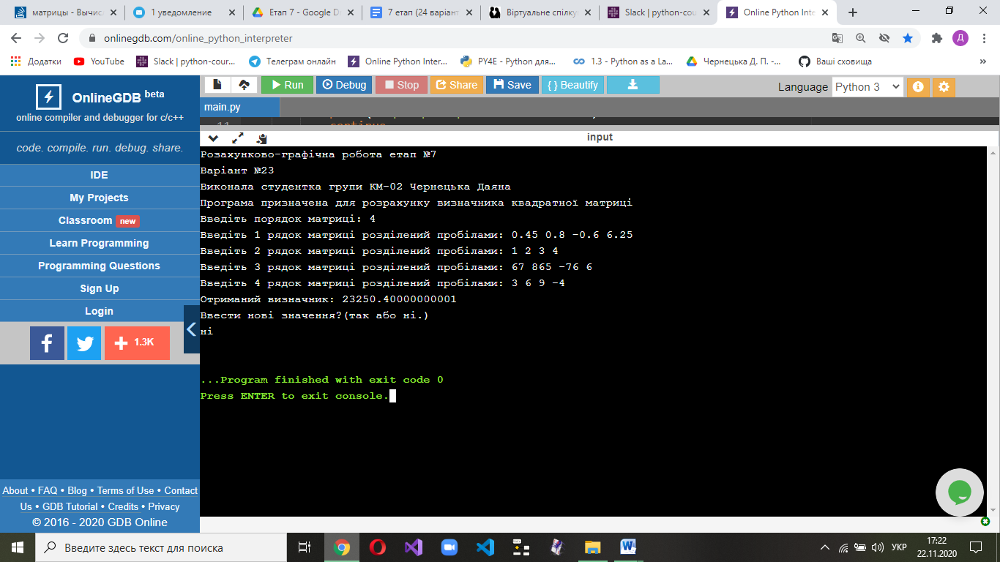 матрицы - Вычис
1 уведомление
Етап 7 - Google D
7 етап (24 варіант
Віртуальне спілку
Slack | python-cou
Online Python Inte
onlinegdb.com/online_python_interpreter
Додатки
YouTube
Slack | python-cour...
Телеграм онлайн
Online Python Inter...
PY4E - Python для...
1.3 - Python as a La...
Чернецька Д. П. -...
Ваші сховища
»
OnlineGDB beta
online compiler and debugger for c/c++
code. compile. run. debug. share.
IDE
My Projects
Classroom new
Learn Programming
Programming Questions
Sign Up
Login
1.3K
About • FAQ • Blog • Terms of Use • Contact
Us • GDB Tutorial • Credits • Privacy
© 2016 - 2020 GDB Online
Run
Debug
Stop
Share
Save
{ } Beautify
Language Python 3
main.py
11 continue
input
Розахунково-графічна робота етап №7
Варіант №23
Виконала студентка групи КМ-02 Чернецька Даяна
Програма призначена для розрахунку визначника квадратної матриці
Введіть порядок матриці: 4
Введіть 1 рядок матриці розділений пробілами: 0.45 0.8 -0.6 6.25
Введіть 2 рядок матриці розділений пробілами: 1 2 3 4
Введіть 3 рядок матриці розділений пробілами: 67 865 -76 6
Введіть 4 рядок матриці розділений пробілами: 3 6 9 -4
Отриманий визначник: 23250.40000000001
Ввести нові значення?(так або ні.)
ні
...Program finished with exit code 0
Press ENTER to exit console.
Введите здесь текст для поиска
УКР
17:22
22.11.2020